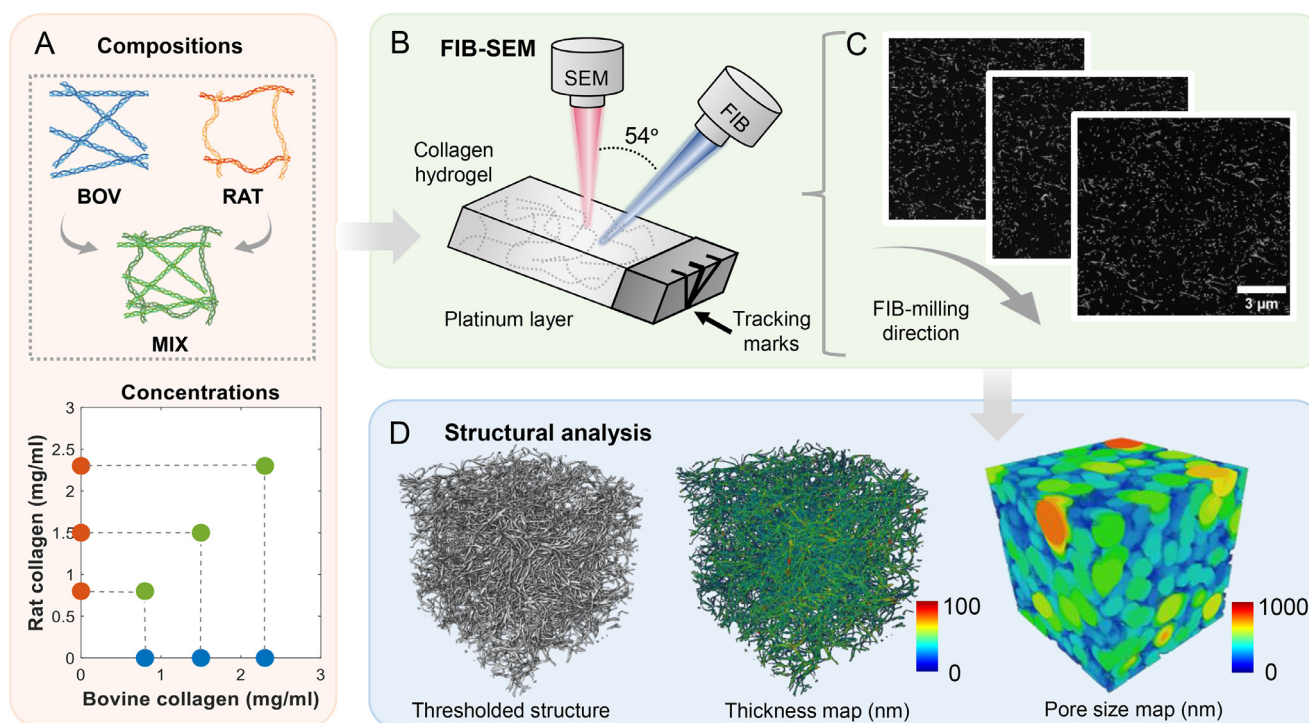 A
Compositions
BOV
RAT
MIX
Concentrations
3
2.5
2
1.5
1
0.5
0
0
1
2
3
Rat collagen (mg/ml)
Bovine collagen (mg/ml)
B
FIB-SEM
SEM
FIB
54°
Collagen
hydrogel
Platinum layer
Tracking
marks
C
3 µm
FIB-milling
direction
D
Structural analysis
100
0
1000
0
Thresholded structure
Thickness map (nm)
Pore size map (nm)